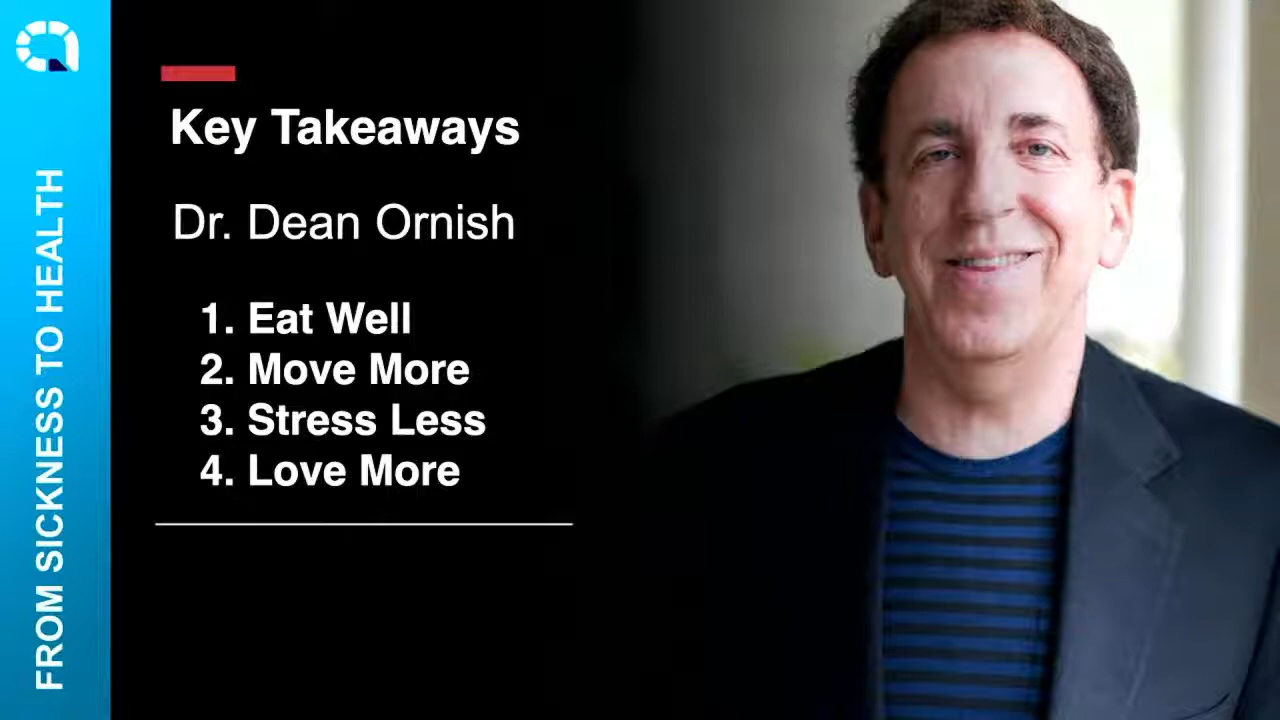 FROM SICKNESS TO HEALTH
Key Takeaways
Dr. Dean Ornish
1. Eat Well
2. Move More
3. Stress Less
4. Love More